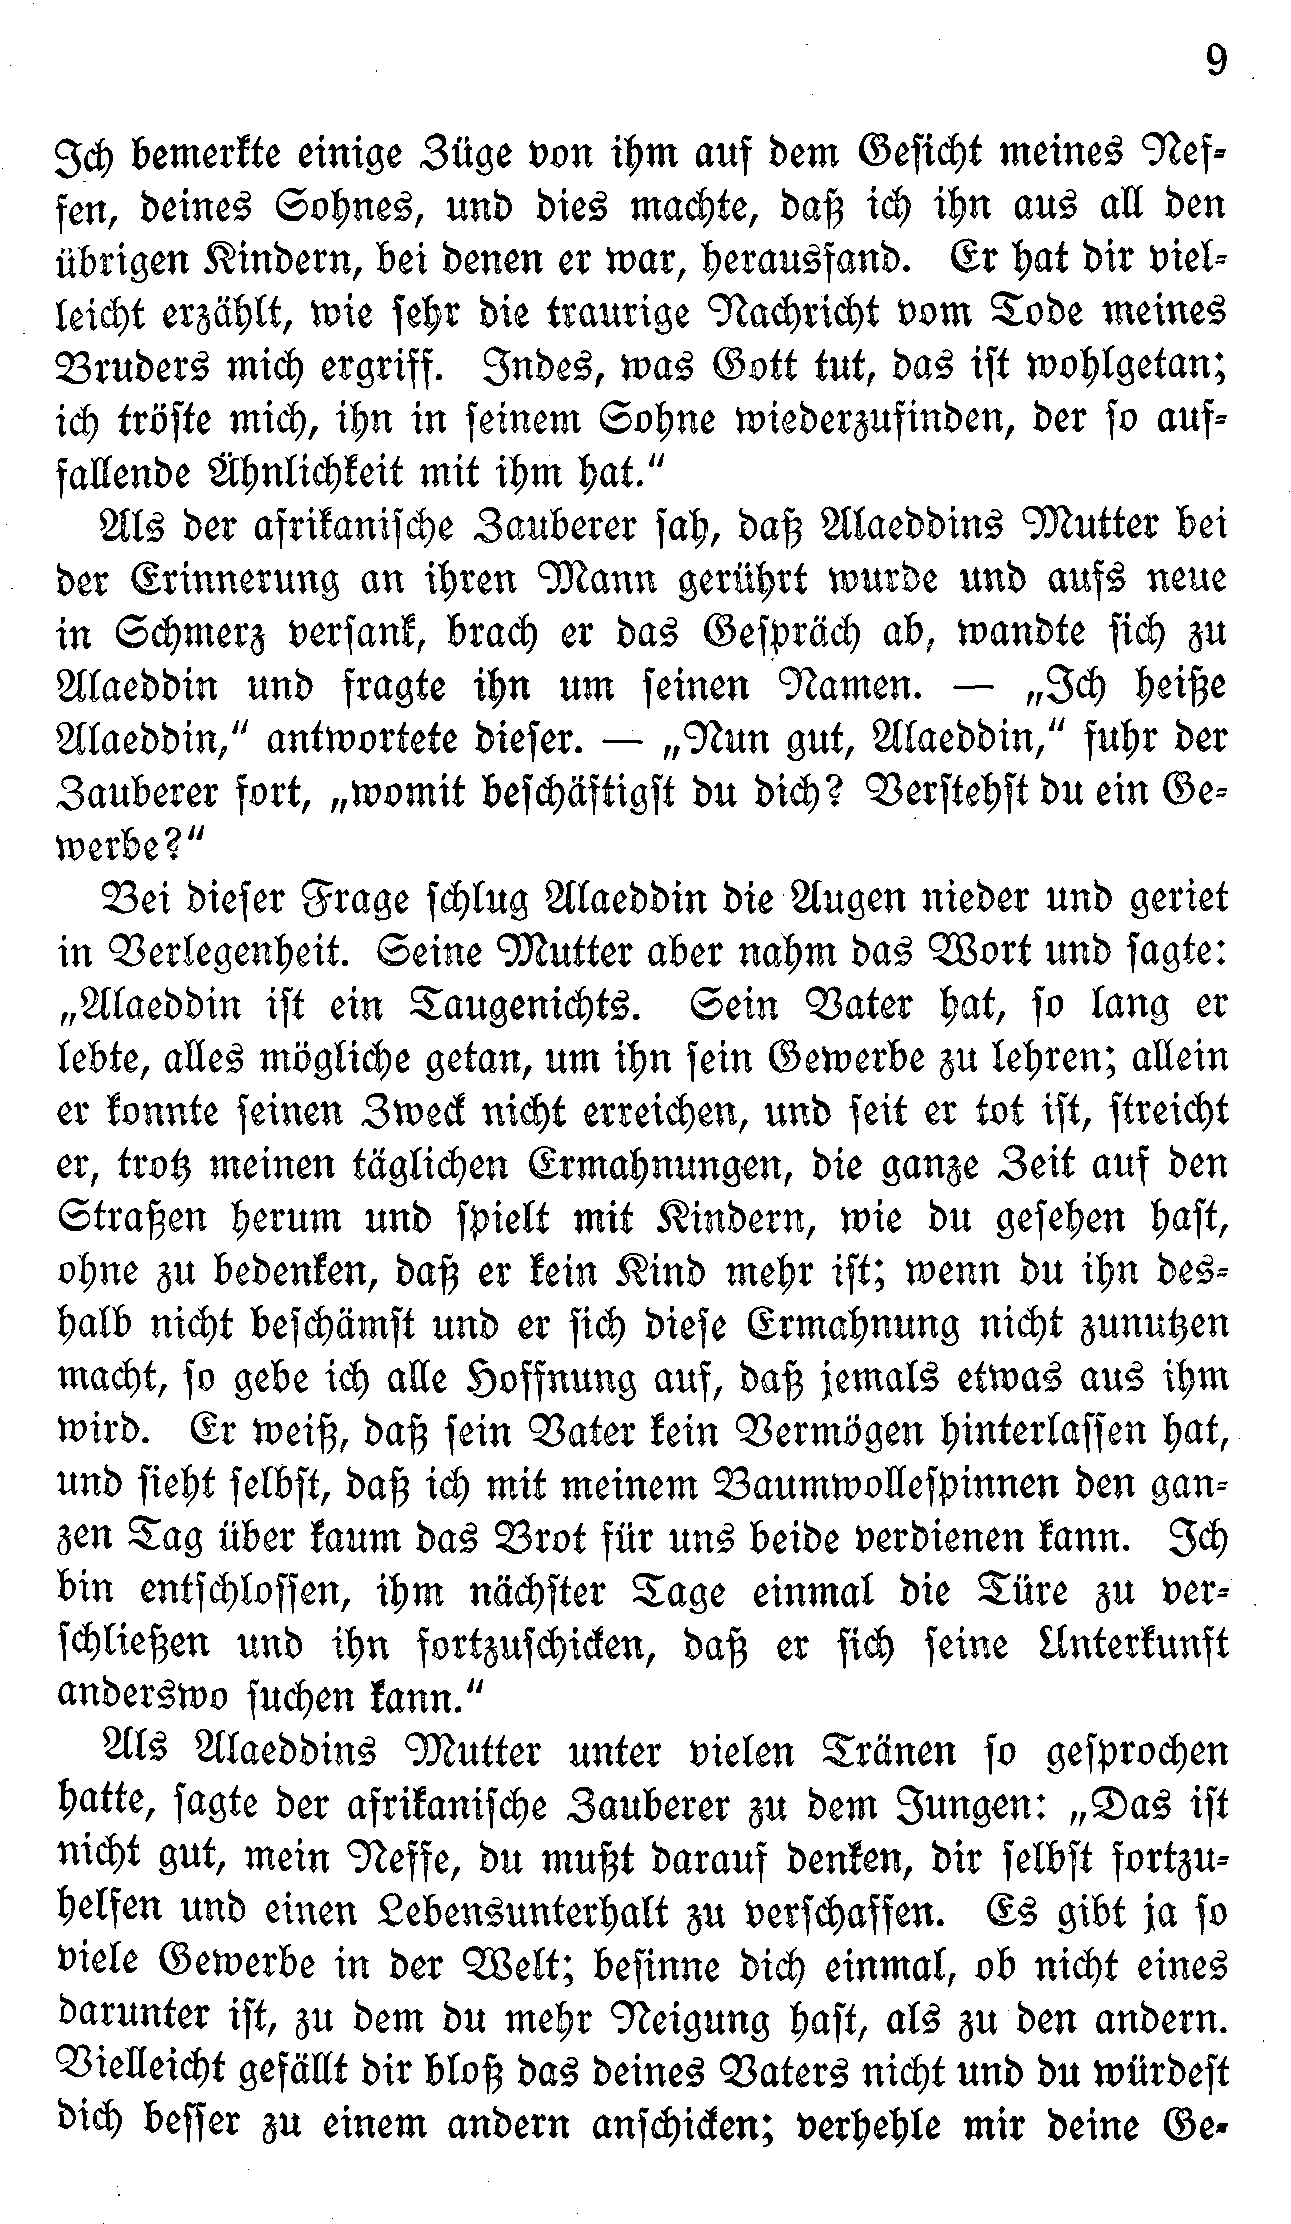 9
Ich bemerkte einige Züge von ihm auf dem Gesicht meines Nef-
fen, deines Sohnes, und dies machte, daß ich ihn aus all den
übrigen Kindern, bei denen er war, herausfand. Er hat dir viel-
leicht erzählt, wie sehr die traurige Nachricht vom Tode meines
Bruders mich ergriff. Indes, was Gott tut, das ist wohlgetan;
ich tröste mich, ihn in seinem Sohne wiederzufinden, der so auf-
fallende Ähnlichkeit mit ihm hat.“
Als der afrikanische Zauberer sah, daß Alaeddins Mutter bei
der Erinnerung an ihren Mann gerührt wurde und aufs neue
in Schmerz versank, brach er das Gespräch ab, wandte sich zu
Alaeddin und fragte ihn um seinen Namen. — „Ich heiße
Alaeddin,“ antwortete dieser. — „Nun gut, Alaeddin,“ fuhr der
Zauberer fort, „womit beschäftigst du dich? Verstehst du ein Ge-
werbe?“
Bei dieser Frage schlug Alaeddin die Augen nieder und geriet
in Verlegenheit. Seine Mutter aber nahm das Wort und sagte:
„Alaeddin ist ein Taugenichts. Sein Vater hat, so lang er
lebte, alles mögliche getan, um ihn sein Gewerbe zu lehren; allein
er konnte seinen Zweck nicht erreichen, und seit er tot ist, streicht
er, trotz meinen täglichen Ermahnungen, die ganze Zeit auf den
Straßen herum und spielt mit Kindern, wie du gesehen hast,
ohne zu bedenken, daß er kein Kind mehr ist; wenn du ihn des-
halb nicht beschämst und er sich diese Ermahnung nicht zunutzen
macht, so gebe ich alle Hoffnung auf, daß jemals etwas aus ihm
wird. Er weiß, daß sein Vater kein Vermögen hinterlassen hat,
und sieht selbst, daß ich mit meinem Baumwollespinnen den gan-
zen Tag über kaum das Brot für uns beide verdienen kann. Ich
bin entschlossen, ihm nächster Tage einmal die Türe zu ver-
schließen und ihn fortzuschicken, daß er sich seine Unterkunft
anderswo suchen kann.“
Als Alaeddins Mutter unter vielen Tränen so gesprochen
hatte, sagte der afrikanische Zauberer zu dem Jungen: „Das ist
nicht gut, mein Neffe, du mußt darauf denken, dir selbst fortzu-
helfen und einen Lebensunterhalt zu verschaffen. Es gibt ja so
viele Gewerbe in der Welt; besinne dich einmal, ob nicht eines
darunter ist, zu dem du mehr Neigung hast, als zu den andern.
Vielleicht gefällt dir bloß das deines Vaters nicht und du würdest
dich besser zu einem andern anschicken; verhehle mir deine Ge-